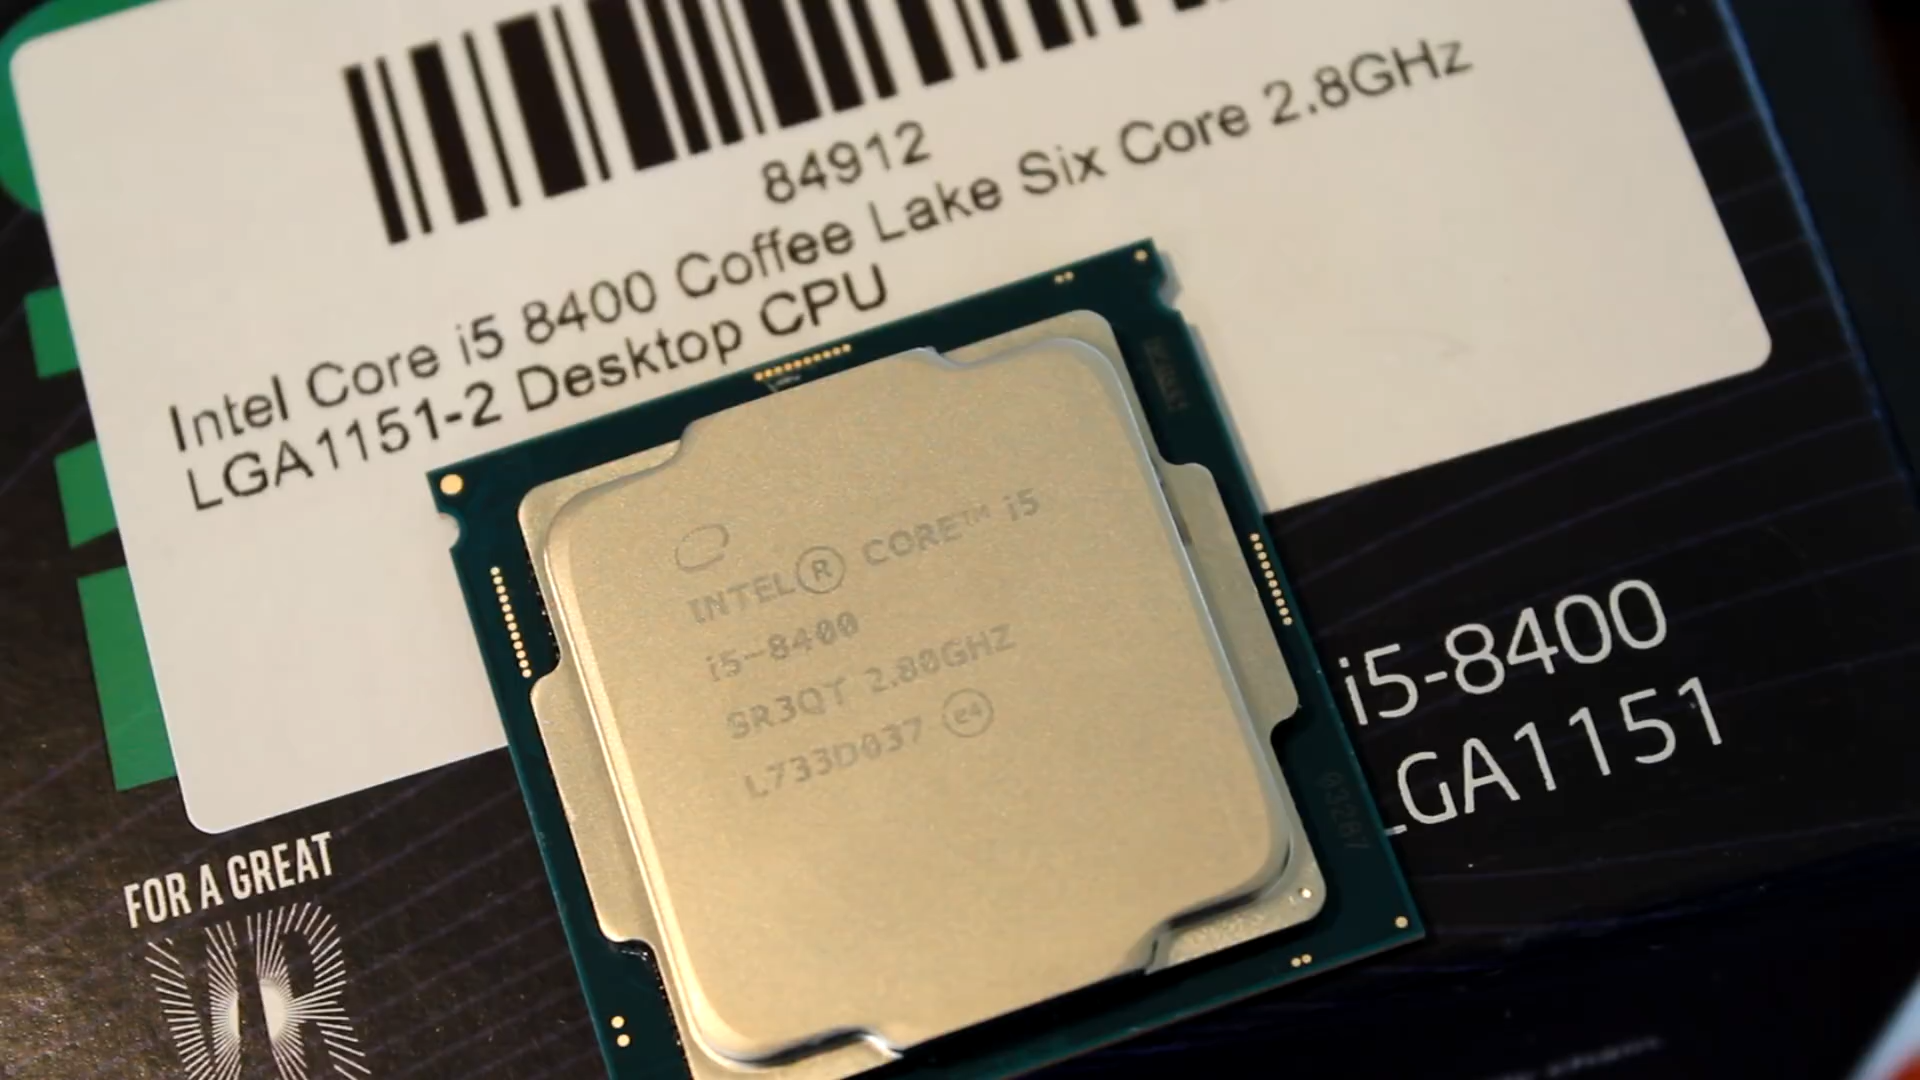 84912
Intel Core i5 8400 Coffee Lake Six Core 2.8GHz
LGA1151-2 Desktop CPU
INTEL® CORE™ i5
i5-8400
SR3QT 2.80GHZ
L733D037 e4
i5-8400
LGA1151
FOR A GREAT
VR